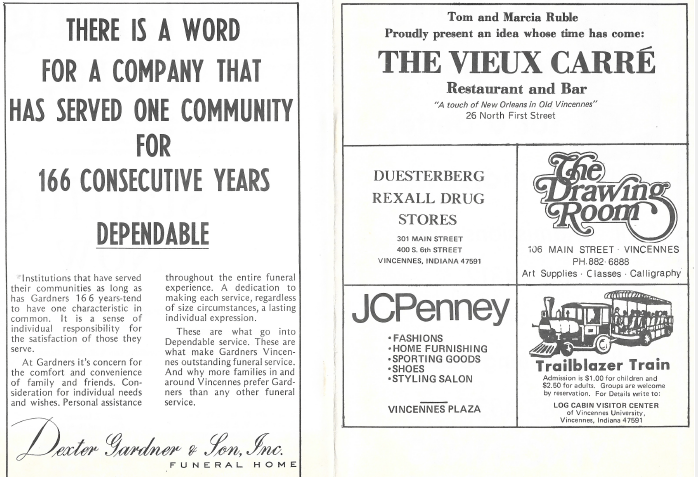 THERE IS A WORD
FOR A COMPANY THAT
HAS SERVED ONE COMMUNITY
FOR
166 CONSECUTIVE YEARS
DEPENDABLE
Institutions that have served
their communities as long as
has Gardners 166 years-tend
to have one characteristic in
common. It is a sense of
individual responsibility for
the satisfaction of those they
serve.
At Gardners it's concern for
the comfort and convenience
of family and friends. Con-
sideration for individual needs
and wishes. Personal assistance
throughout the entire funeral
experience. A dedication to
making each service, regardless
of size circumstances, a lasting
individual expression.
These are what go into
Dependable service. These are
what make Gardners Vincen-
nes outstanding funeral service.
And why more families in and
around Vincennes prefer Gard-
ners than any other funeral
service.
Dexter Gardner & Son, Inc.
FUNERAL HOME
Tom and Marcia Ruble
Proudly present an idea whose time has come:
THE VIEUX CARRÉ
Restaurant and Bar
"A touch of New Orleans in Old Vincennes"
26 North First Street
DUESTERBERG
REXALL DRUG
STORES
301 MAIN STREET
400 S. 6th STREET
VINCENNES, INDIANA 47591
The
Drawing
Room
106 MAIN STREET · VINCENNES
PH. 882-6888
Art Supplies · Classes · Calligraphy
JCPenney
•FASHIONS
•HOME FURNISHING
•SPORTING GOODS
•SHOES
•STYLING SALON
VINCENNES PLAZA
Trailblazer Train
Admission is $1.00 for children and
$2.50 for adults. Groups are welcome
by reservation. For Details write to:
LOG CABIN VISITOR CENTER
of Vincennes University,
Vincennes, Indiana 47591